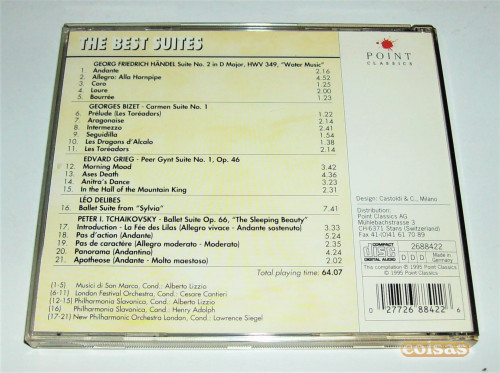 THE BEST SUITES
GEORG FRIEDRICH HÄNDEL Suite No. 2 in D Major, HWV 349, "Water Music"
1. Andante 2.16
2. Allegro: Alla Hornpipe 4.52
3. Coro 1.25
4. Loure 2.00
5. Bourrée 1.23
GEORGES BIZET - Carmen Suite No. 1
6. Prélude (Les Toréadors) 1.22
7. Aragonaise 2.14
8. Intermezzo 2.41
9. Seguidilla 1.54
10. Les Dragons d'Alcalo 1.38
11. Les Toréadors 2.14
EDVARD GRIEG - Peer Gynt Suite No. 1, Op. 46
12. Morning Mood 3.32
13. Ases Death 4.36
14. Anitra's Dance 3.23
15. In the Hall of the Mountain King 2.31
LÉO DELIBES
16. Ballet Suite from "Sylvia" 7.41
PETER I. TCHAIKOVSKY - Ballet Suite Op. 66, "The Sleeping Beauty"
17. Introduction - La Fée des Lilas (Allegro vivace - Andante sostenuto) 3.33
18. Pas d'action (Andante) 5.24
19. Pas de caractère (Allegro moderato - Moderato) 2.35
20. Panorama (Andantino) 2.35
21. Apotheose (Andante - Molto maestoso) 2.32
Total playing time: 64.07
(1-5) Musici di San Marco, Cond.: Alberto Lizzio
(6-11) London Festival Orchestra, Cond.: Cesare Cantieri
(12-15) Philharmonia Slavonica, Cond.: Alberto Lizzio
(16) Philharmonia Slavonica, Cond.: Henry Adolph
(17-21) New Philharmonic Orchestra London, Cond.: Lawrence Siegel
POINT
CLASSICS
Design: Castoldi & C., Milano
Distribution:
Point Classics AG
Mühlebachstrasse 3
CH-6371 Stans (Switzerland)
Fax 41-(0)41 61 70 89
COMPACT
disc
DIGITAL AUDIO
2688422
DDD
Made in
Germany
This compilation ℗ 1995 Point Classics
© 1995 Point Classics
0 27726 88422 6
coisas